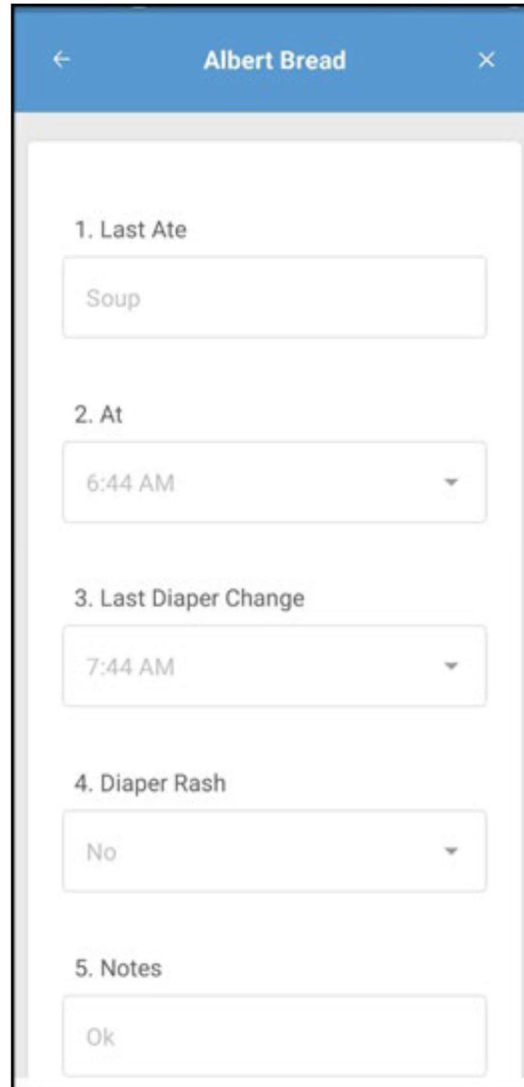 Albert Bread
1. Last Ate
Soup
2. At
6:44 AM
3. Last Diaper Change
7:44 AM
4. Diaper Rash
No
5. Notes
Ok